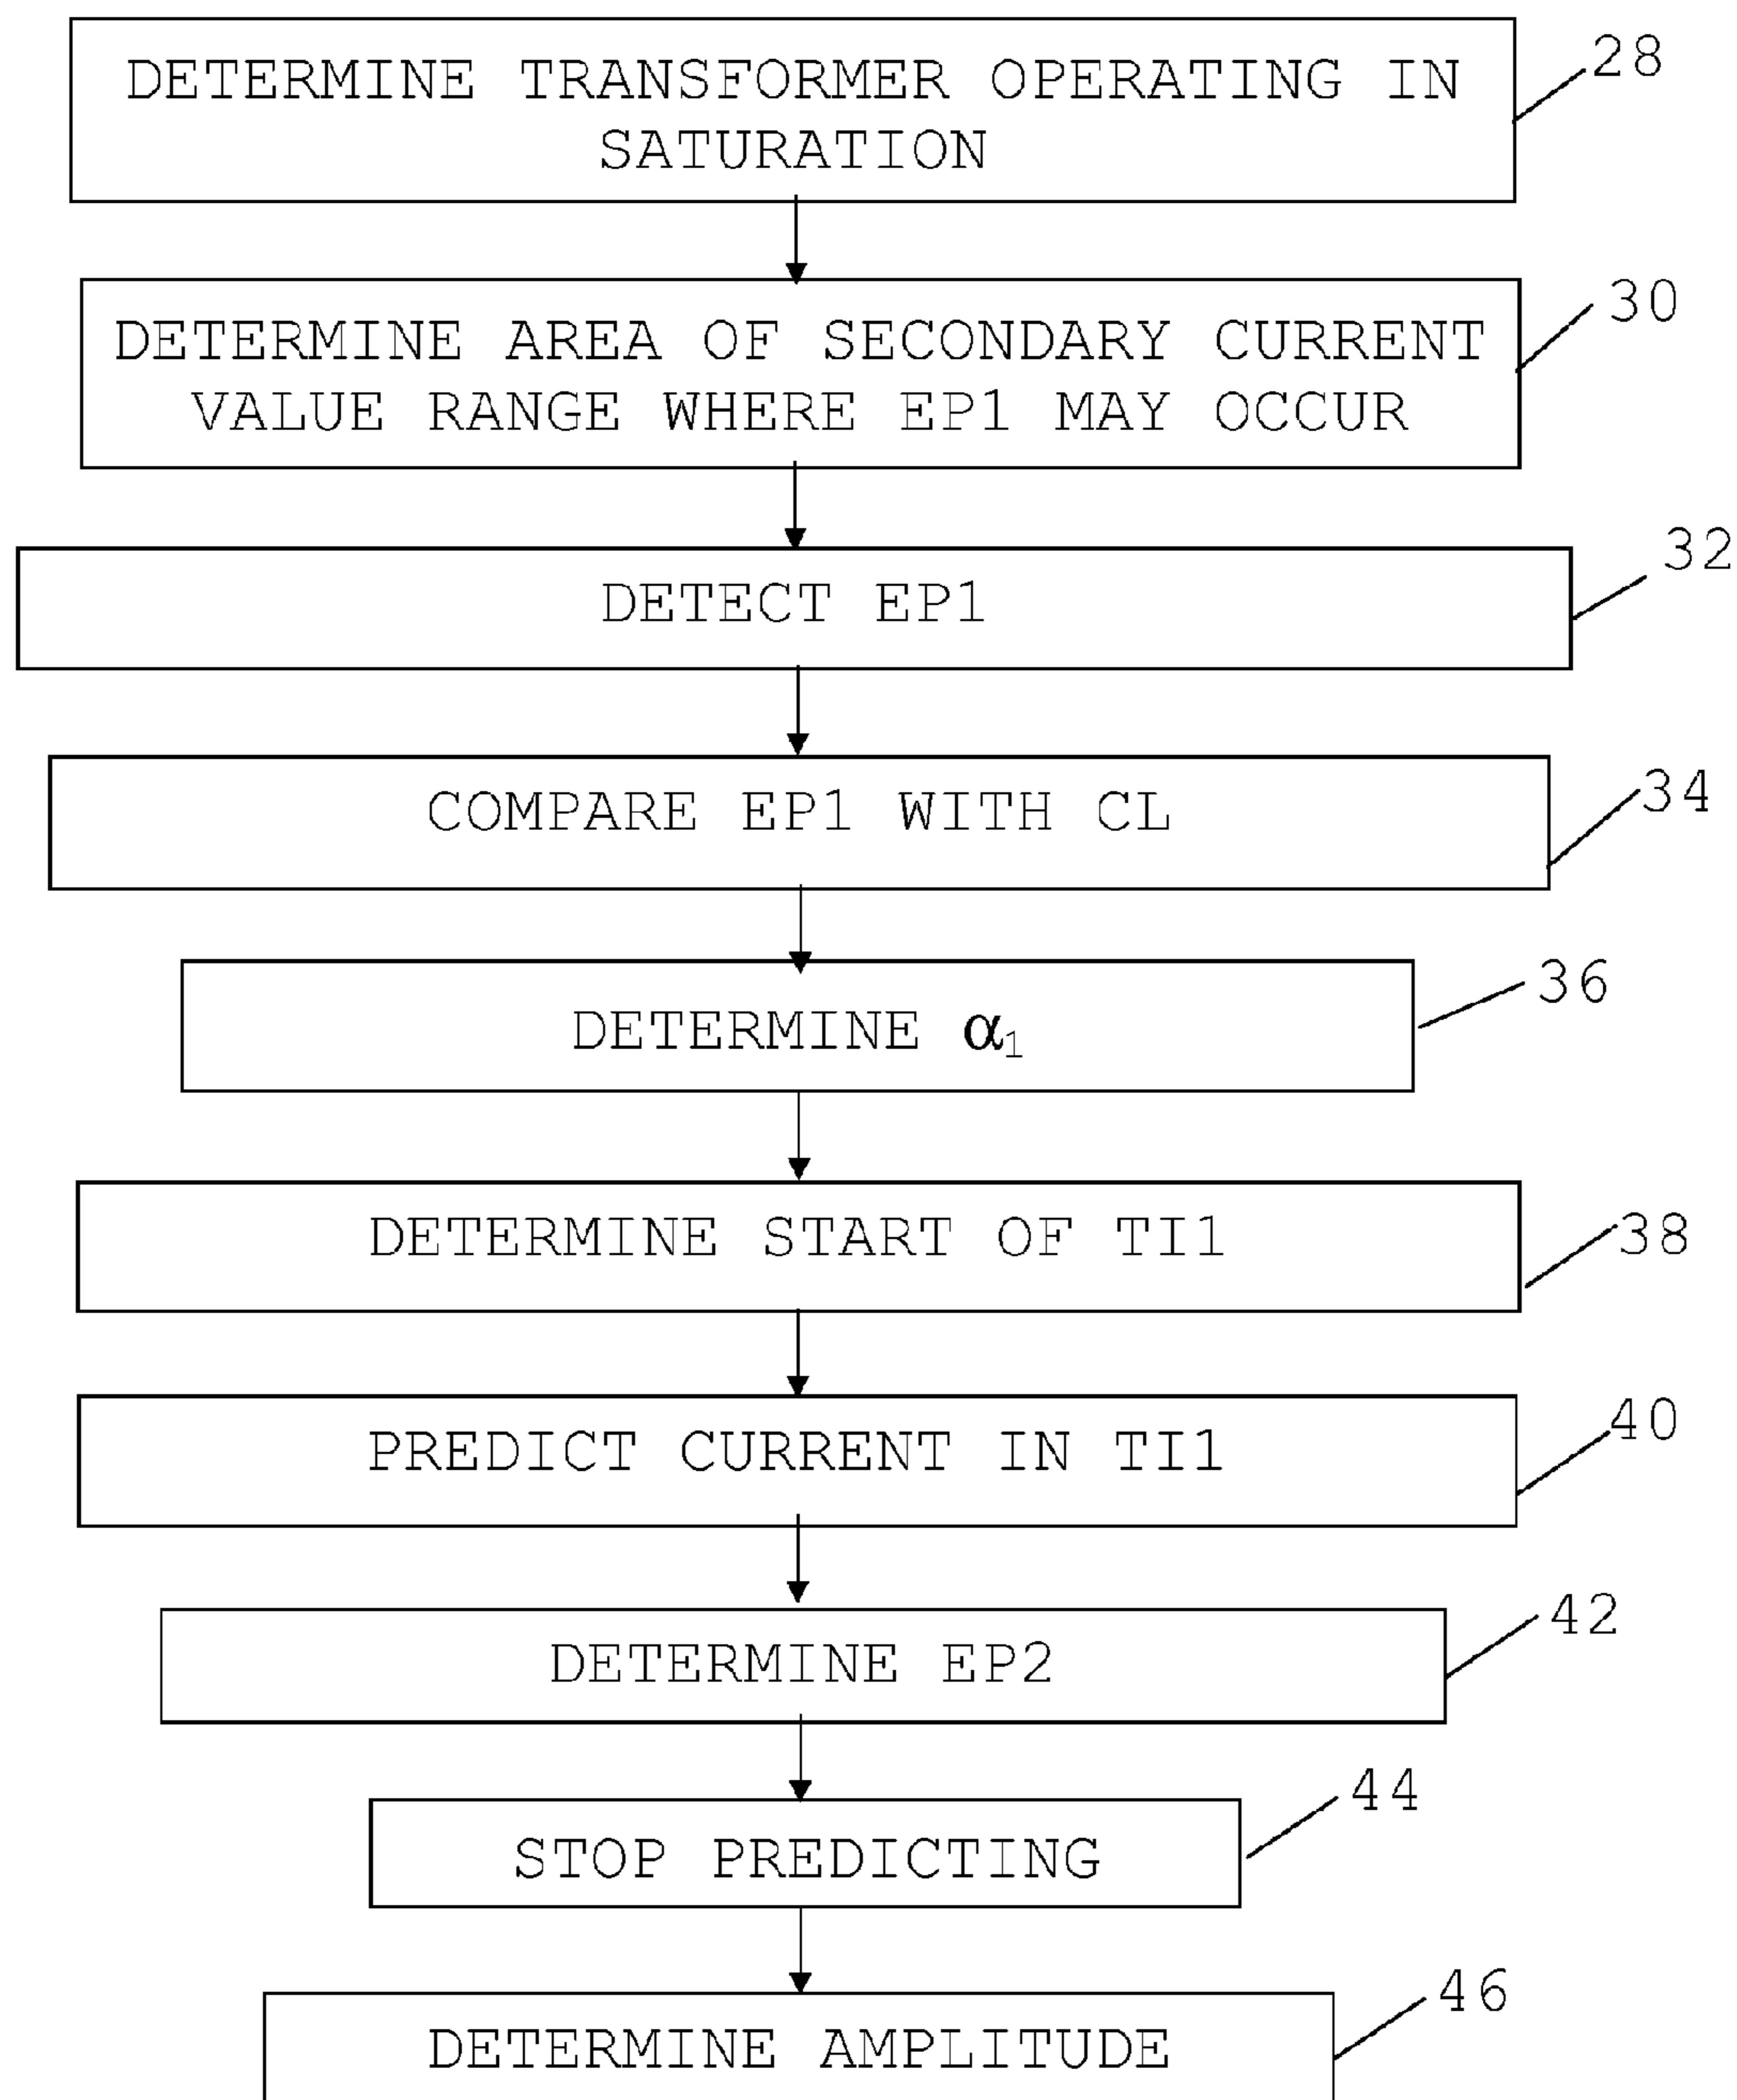 DETERMINE TRANSFORMER OPERATING IN
SATURATION
28
DETERMINE AREA OF SECONDARY CURRENT
VALUE RANGE WHERE EP1 MAY OCCUR
30
DETECT EP1
32
COMPARE EP1 WITH CL
34
DETERMINE α₁
36
DETERMINE START OF TI1
38
PREDICT CURRENT IN TI1
40
DETERMINE EP2
42
STOP PREDICTING
44
DETERMINE AMPLITUDE
46